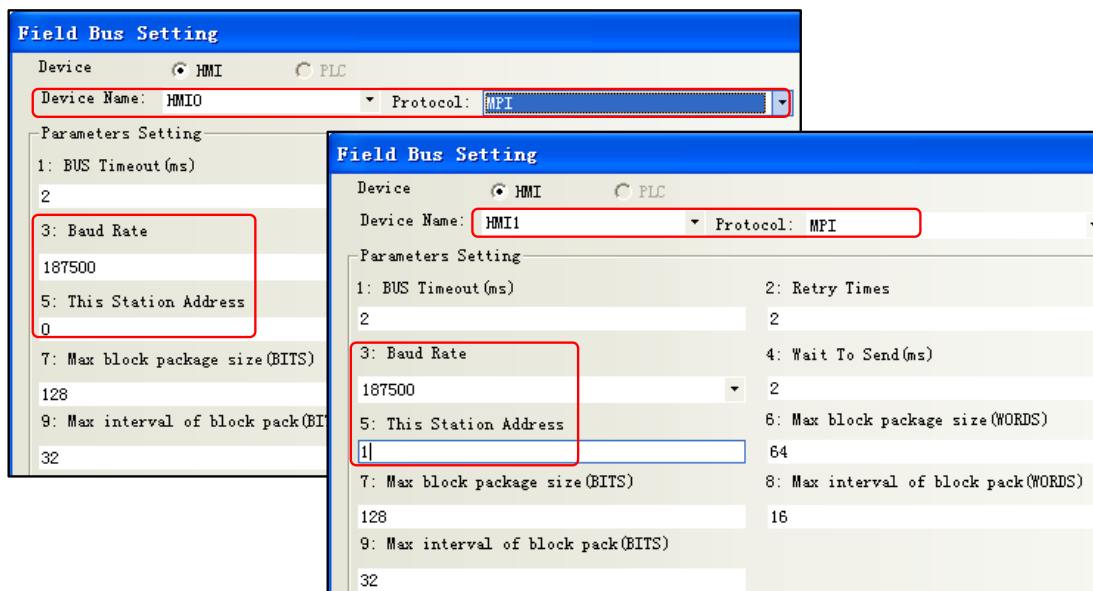 Field Bus Setting
Device HMI PLC
Device Name: HMI0 Protocol: MPI
Parameters Setting
1: BUS Timeout(ms)
2
3: Baud Rate
187500
5: This Station Address
0
7: Max block package size(BITS)
128
9: Max interval of block pack(
32
Field Bus Setting
Device HMI PLC
Device Name: HMI1 Protocol: MPI
Parameters Setting
1: BUS Timeout(ms) 2: Retry Times
2 2
3: Baud Rate 4: Wait To Send(ms)
187500 2
5: This Station Address 6: Max block package size(WORDS)
1 64
7: Max block package size(BITS) 8: Max interval of block pack(WORDS)
128 16
9: Max interval of block pack(BITS)
32